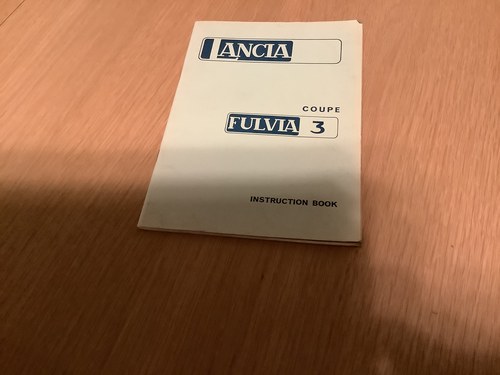 LANCIA
COUPE
FULVIA 3
INSTRUCTION BOOK